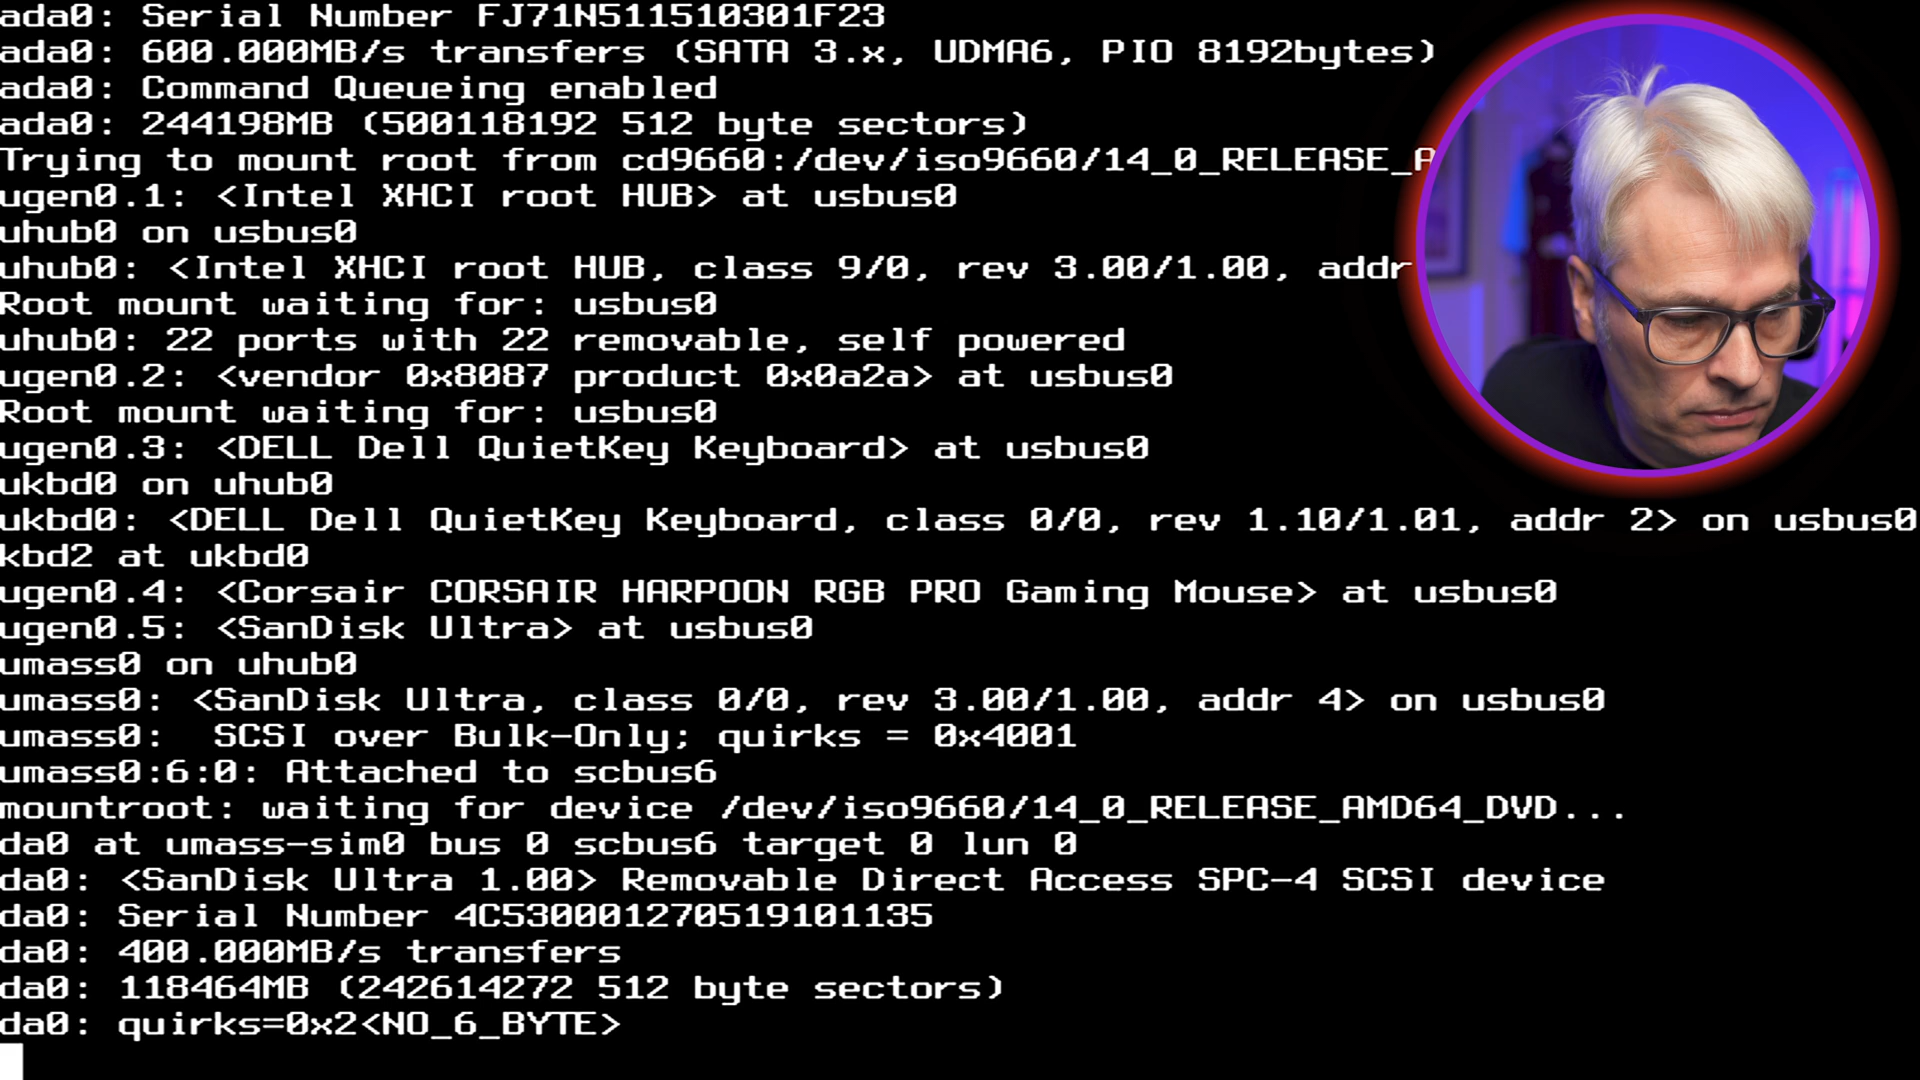 ada0: Serial Number FJ71N511510301F23
ada0: 600.000MB/s transfers (SATA 3.x, UDMA6, PIO 8192bytes)
ada0: Command Queueing enabled
ada0: 244198MB (500118192 512 byte sectors)
Trying to mount root from cd9660:/dev/iso9660/14_0_RELEASE_A
ugen0.1: <Intel XHCI root HUB> at usbus0
uhub0 on usbus0
uhub0: <Intel XHCI root HUB, class 9/0, rev 3.00/1.00, addr
Root mount waiting for: usbus0
uhub0: 22 ports with 22 removable, self powered
ugen0.2: <vendor 0x8087 product 0x0a2a> at usbus0
Root mount waiting for: usbus0
ugen0.3: <DELL Dell QuietKey Keyboard> at usbus0
ukbd0 on uhub0
ukbd0: <DELL Dell QuietKey Keyboard, class 0/0, rev 1.10/1.01, addr 2> on usbus0
kbd2 at ukbd0
ugen0.4: <Corsair CORSAIR HARPOON RGB PRO Gaming Mouse> at usbus0
ugen0.5: <SanDisk Ultra> at usbus0
umass0 on uhub0
umass0: <SanDisk Ultra, class 0/0, rev 3.00/1.00, addr 4> on usbus0
umass0:  SCSI over Bulk-Only; quirks = 0x4001
umass0:6:0: Attached to scbus6
mountroot: waiting for device /dev/iso9660/14_0_RELEASE_AMD64_DVD...
da0 at umass-sim0 bus 0 scbus6 target 0 lun 0
da0: <SanDisk Ultra 1.00> Removable Direct Access SPC-4 SCSI device
da0: Serial Number 4C530001270519101135
da0: 400.000MB/s transfers
da0: 118464MB (242614272 512 byte sectors)
da0: quirks=0x2<NO_6_BYTE>